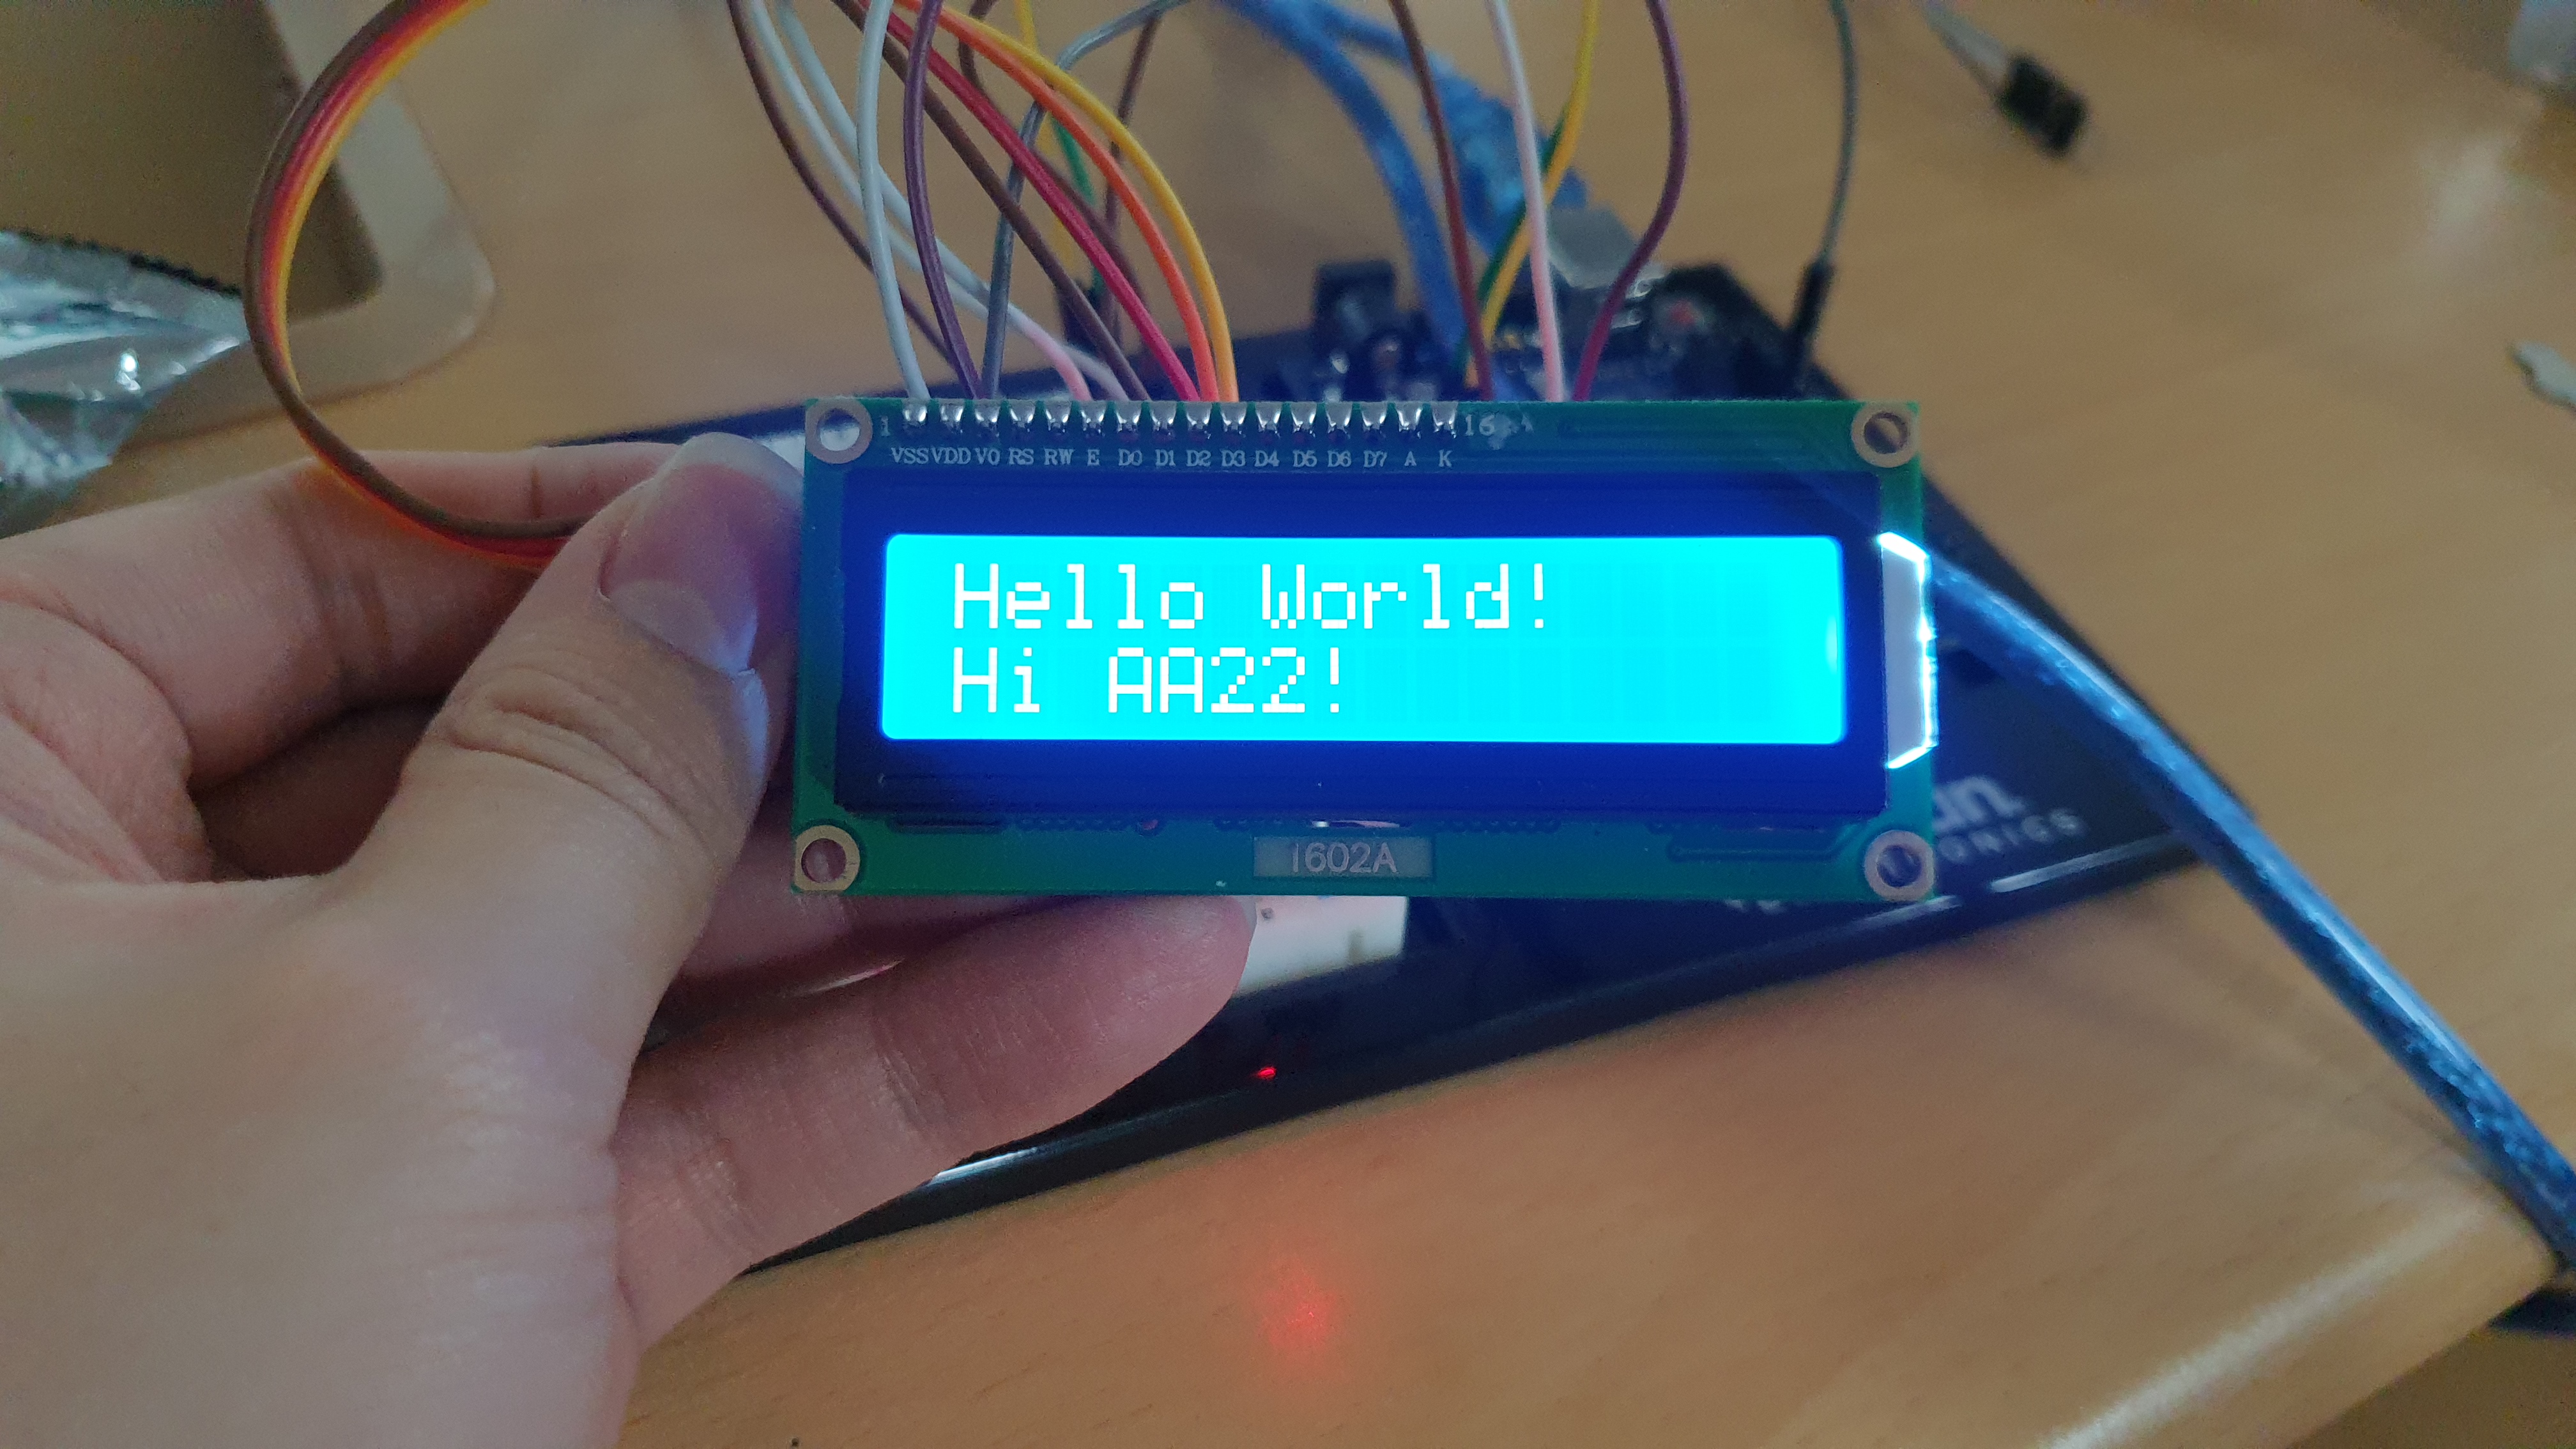 1 16
VSS VDD V0 RS RW E D0 D1 D2 D3 D4 D5 D6 D7 A K
Hello World!
Hi AA22!
1602A